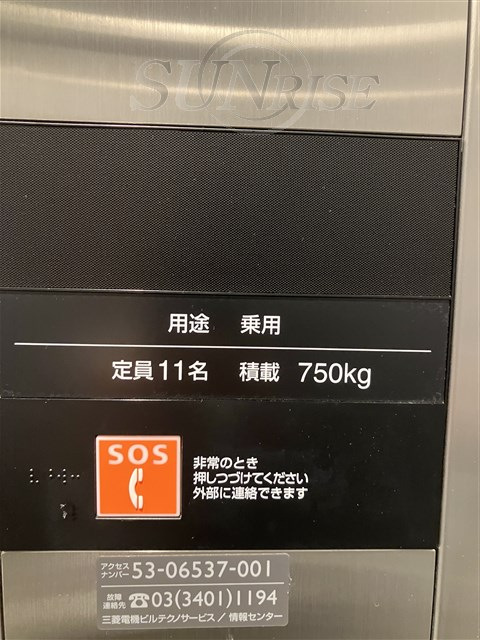 SUNRISE
用途 乗用
定員11名 積載 750kg
SOS
非常のとき
押しつづけてください
外部に連絡できます
アクセスナンバー 53-06537-001
故障連絡先 ☎03(3401)1194
三菱電機ビルテクノサービス / 情報センター